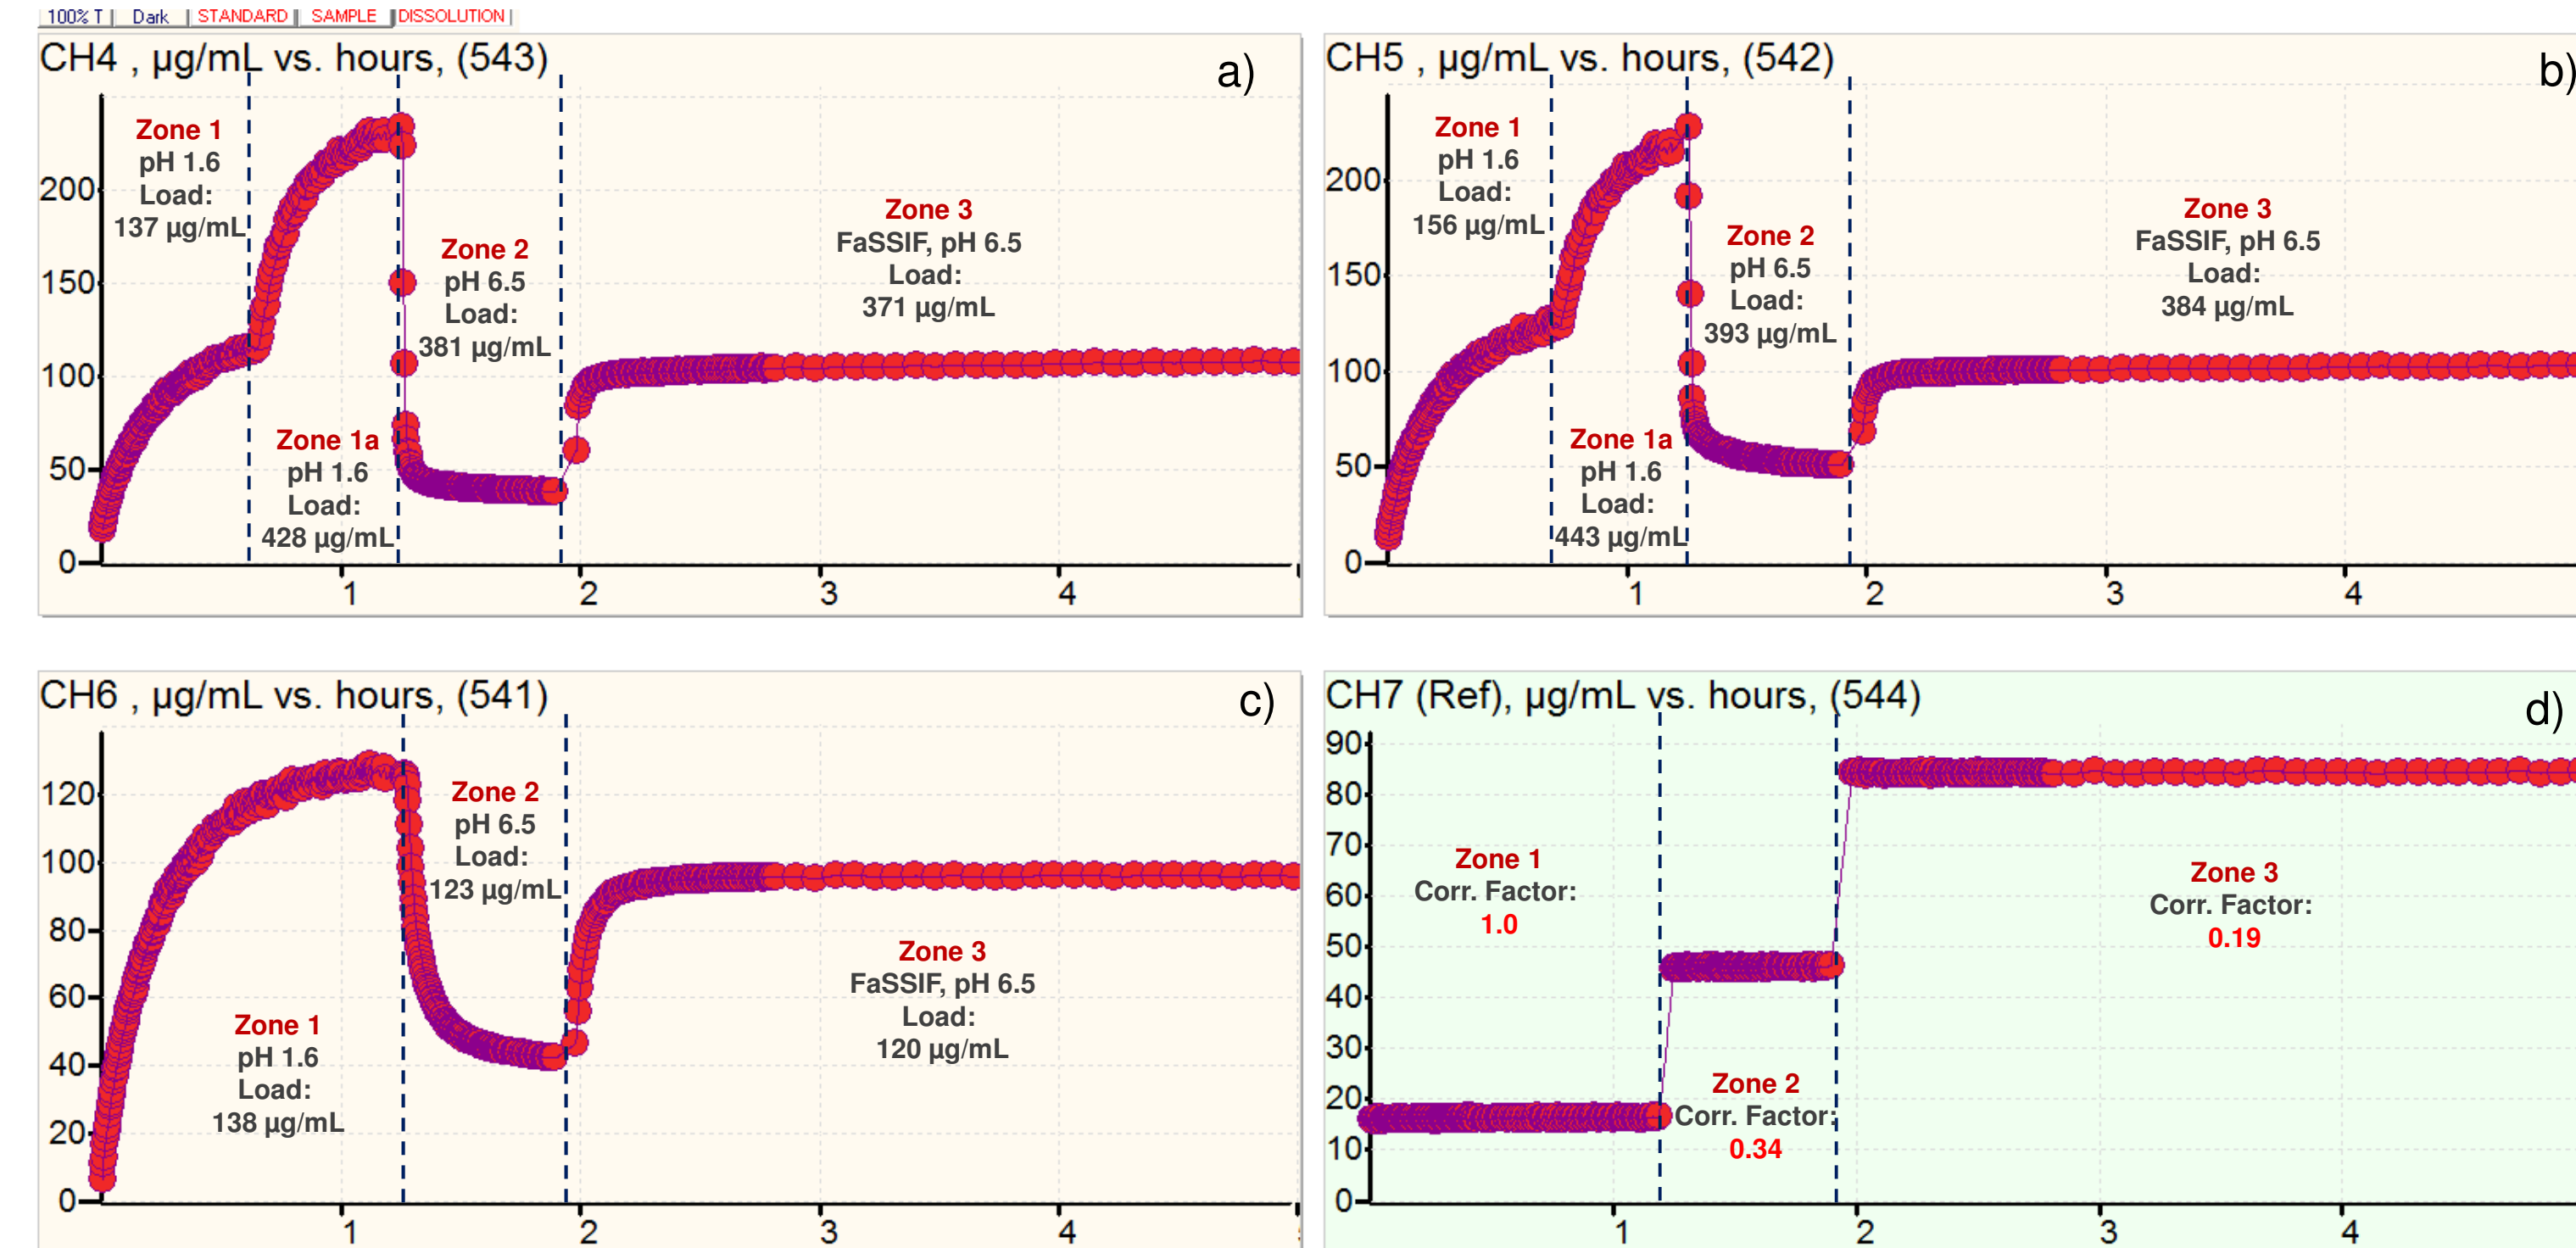 100% T Dark STANDARD SAMPLE DISSOLUTION
CH4 , µg/mL vs. hours, (543)
a)
Zone 1
pH 1.6
Load:
137 µg/mL
Zone 1a
pH 1.6
Load:
428 µg/mL
Zone 2
pH 6.5
Load:
381 µg/mL
Zone 3
FaSSIF, pH 6.5
Load:
371 µg/mL
200
150
100
50
0
1 2 3 4
CH5 , µg/mL vs. hours, (542)
b)
Zone 1
pH 1.6
Load:
156 µg/mL
Zone 1a
pH 1.6
Load:
443 µg/mL
Zone 2
pH 6.5
Load:
393 µg/mL
Zone 3
FaSSIF, pH 6.5
Load:
384 µg/mL
200
150
100
50
0
1 2 3 4
CH6 , µg/mL vs. hours, (541)
c)
Zone 1
pH 1.6
Load:
138 µg/mL
Zone 2
pH 6.5
Load:
123 µg/mL
Zone 3
FaSSIF, pH 6.5
Load:
120 µg/mL
120
100
80
60
40
20
0
1 2 3 4
CH7 (Ref), µg/mL vs. hours, (544)
d)
Zone 1
Corr. Factor:
1.0
Zone 2
Corr. Factor:
0.34
Zone 3
Corr. Factor:
0.19
90
80
70
60
50
40
30
20
10
0
1 2 3 4